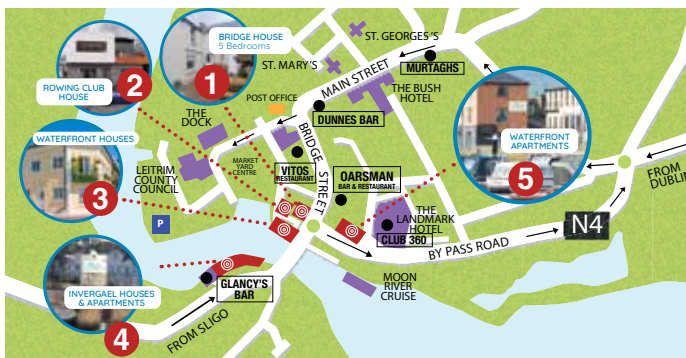 BRIDGE HOUSE
5 Bedrooms
1
ROWING CLUB
HOUSE
2
WATERFRONT HOUSES
3
INVERGAEL HOUSES
& APARTMENTS
4
WATERFRONT
APARTMENTS
5
ST. GEORGES'S
ST. MARY'S
MURTAGHS
MAIN STREET
THE BUSH
HOTEL
POST OFFICE
DUNNES BAR
THE
DOCK
BRIDGE STREET
MARKET
YARD
CENTRE
VITOS
RESTAURANT
OARSMAN
BAR & RESTAURANT
LEITRIM
COUNTY
COUNCIL
P
THE
LANDMARK
HOTEL
CLUB 360
N4
FROM
DUBLIN
BY PASS ROAD
MOON
RIVER
CRUISE
GLANCY'S
BAR
FROM SLIGO